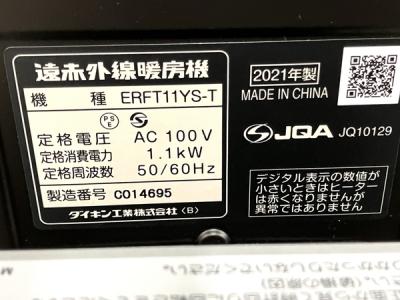 遠赤外線暖房機
機 種 ERFT11YS-T
PS E
定格電圧 AC 100V
定格消費電力 1.1kW
定格周波数 50/60Hz
製造番号 C014695
ダイキン工業株式会社〈B〉
2021年製
MADE IN CHINA
JQA JQ10129
デジタル表示の数値が
小さいときはヒーターは
赤くなりませんが
異常ではありません